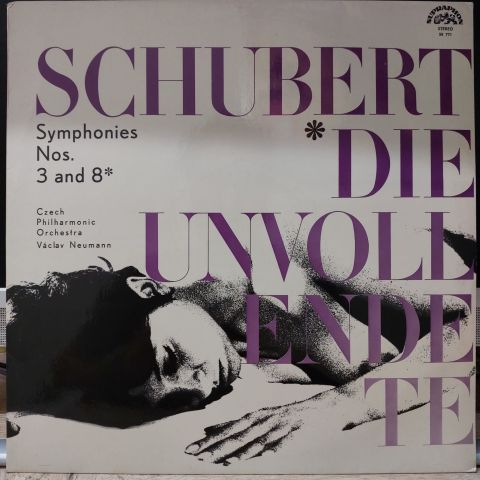 SUPRAPHON
STEREO
SCHUBERT
Symphonies
Nos.
3 and 8*
*DIE
UNVOLL
ENDE
TE
Czech
Philharmonic
Orchestra
Václav Neumann